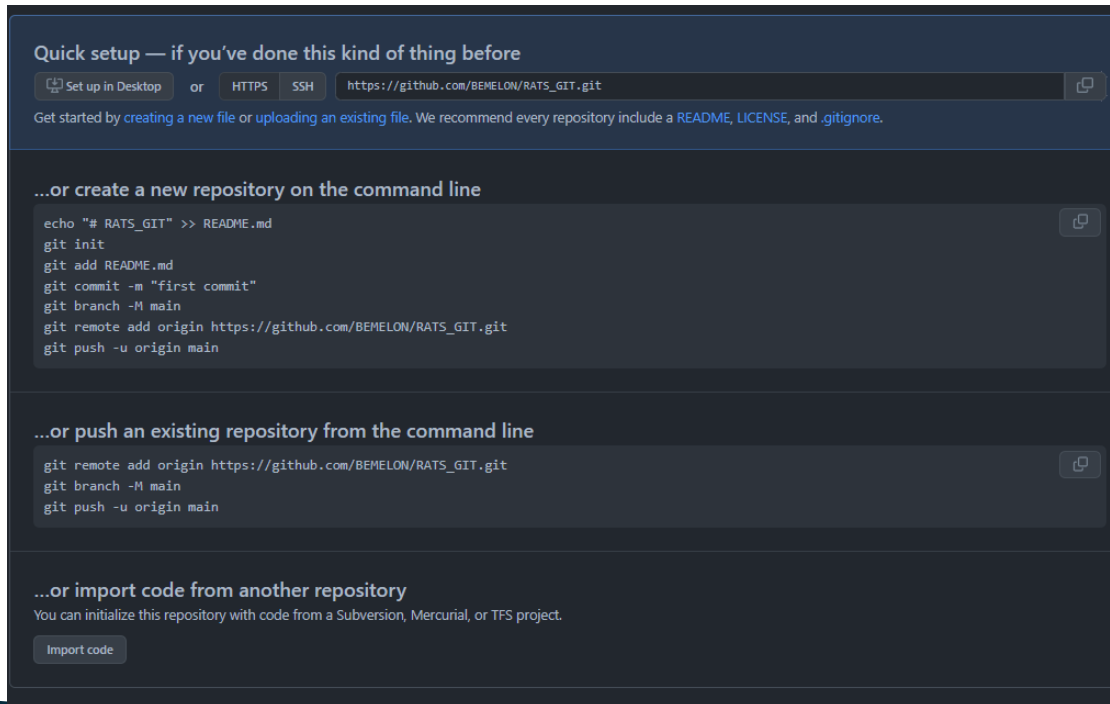 Quick setup — if you've done this kind of thing before
Set up in Desktop or HTTPS SSH https://github.com/BEMELON/RATS_GIT.git
Get started by creating a new file or uploading an existing file. We recommend every repository include a README, LICENSE, and .gitignore.
...or create a new repository on the command line
echo "# RATS_GIT" >> README.md
git init
git add README.md
git commit -m "first commit"
git branch -M main
git remote add origin https://github.com/BEMELON/RATS_GIT.git
git push -u origin main
...or push an existing repository from the command line
git remote add origin https://github.com/BEMELON/RATS_GIT.git
git branch -M main
git push -u origin main
...or import code from another repository
You can initialize this repository with code from a Subversion, Mercurial, or TFS project.
Import code